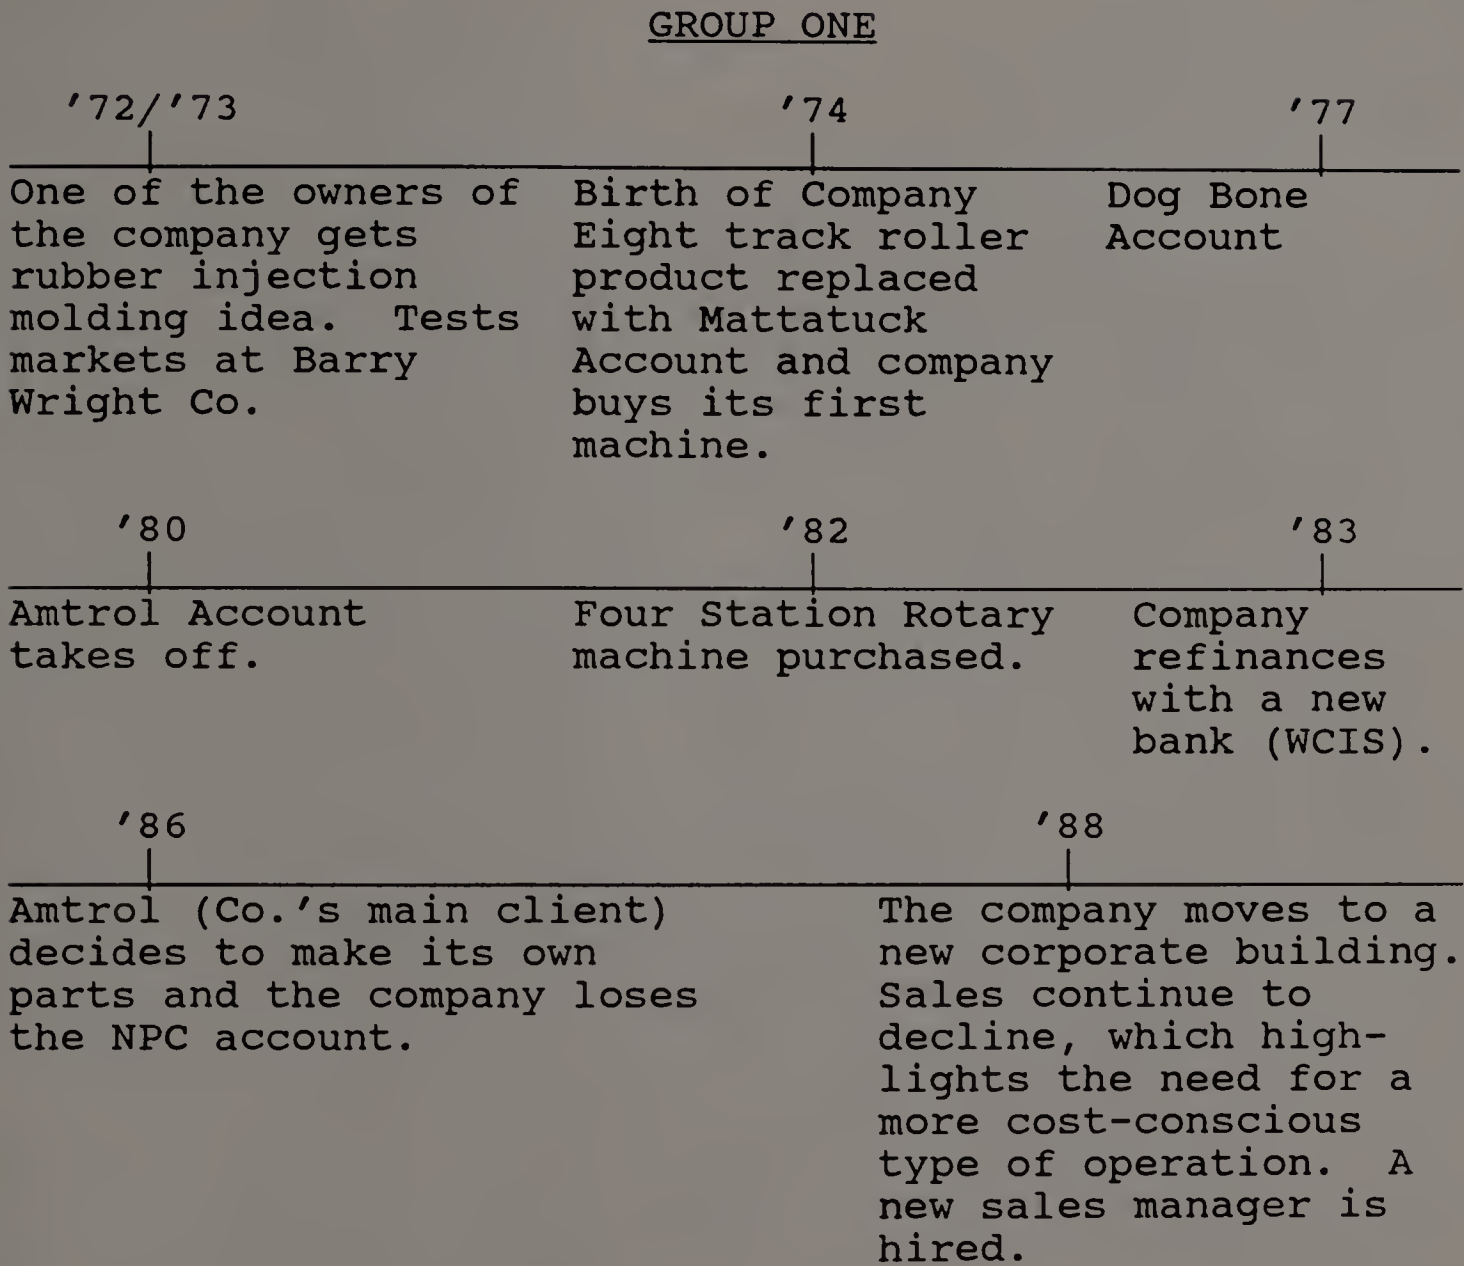 GROUP ONE
'72/'73
'74
'77
One of the owners of
the company gets
rubber injection
molding idea.  Tests
markets at Barry
Wright Co.
Birth of Company
Eight track roller
product replaced
with Mattatuck
Account and company
buys its first
machine.
Dog Bone
Account
'80
'82
'83
Amtrol Account
takes off.
Four Station Rotary
machine purchased.
Company
refinances
with a new
bank (WCIS).
'86
'88
Amtrol (Co.'s main client)
decides to make its own
parts and the company loses
the NPC account.
The company moves to a
new corporate building.
Sales continue to
decline, which high-
lights the need for a
more cost-conscious
type of operation.  A
new sales manager is
hired.